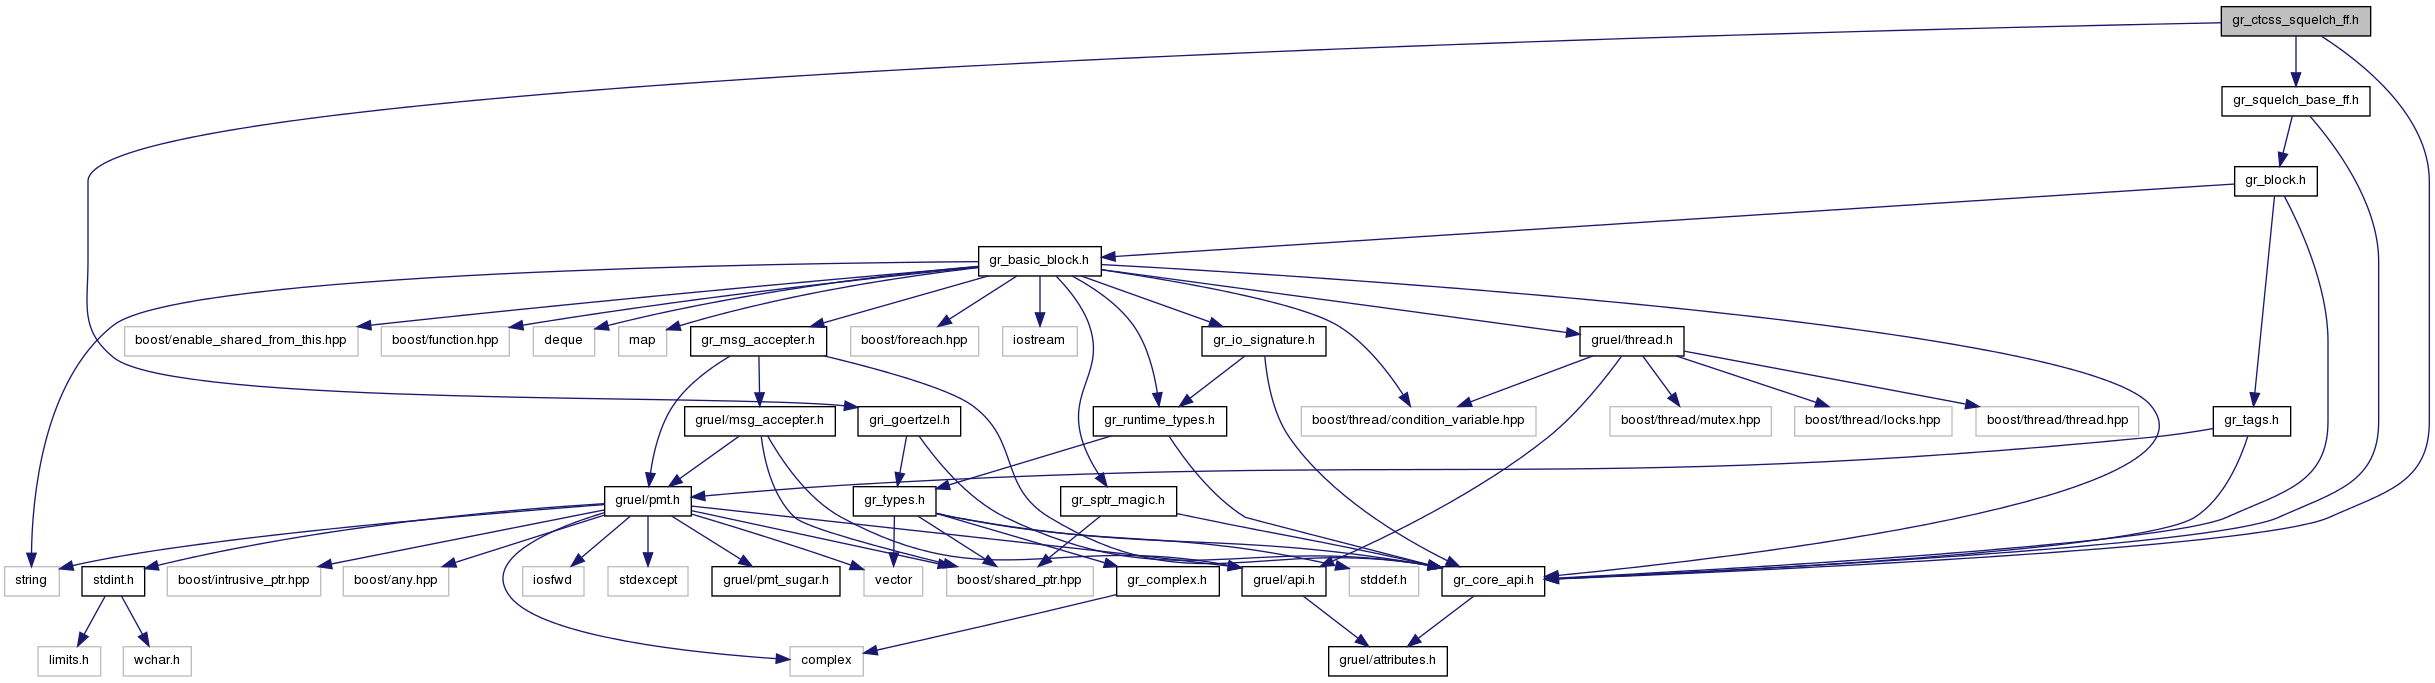 gr_ctcss_squelch_ff.h
gr_squelch_base_ff.h
gr_block.h
gr_basic_block.h
boost/enable_shared_from_this.hpp
boost/function.hpp
deque
map
gr_msg_accepter.h
boost/foreach.hpp
iostream
gr_io_signature.h
gruel/thread.h
gruel/msg_accepter.h
gri_goertzel.h
gr_runtime_types.h
boost/thread/condition_variable.hpp
boost/thread/mutex.hpp
boost/thread/locks.hpp
boost/thread/thread.hpp
gr_tags.h
gruel/pmt.h
gr_types.h
gr_sptr_magic.h
string
stdint.h
boost/intrusive_ptr.hpp
boost/any.hpp
iosfwd
stdexcept
gruel/pmt_sugar.h
vector
boost/shared_ptr.hpp
gr_complex.h
gruel/api.h
stddef.h
gr_core_api.h
limits.h
wchar.h
complex
gruel/attributes.h